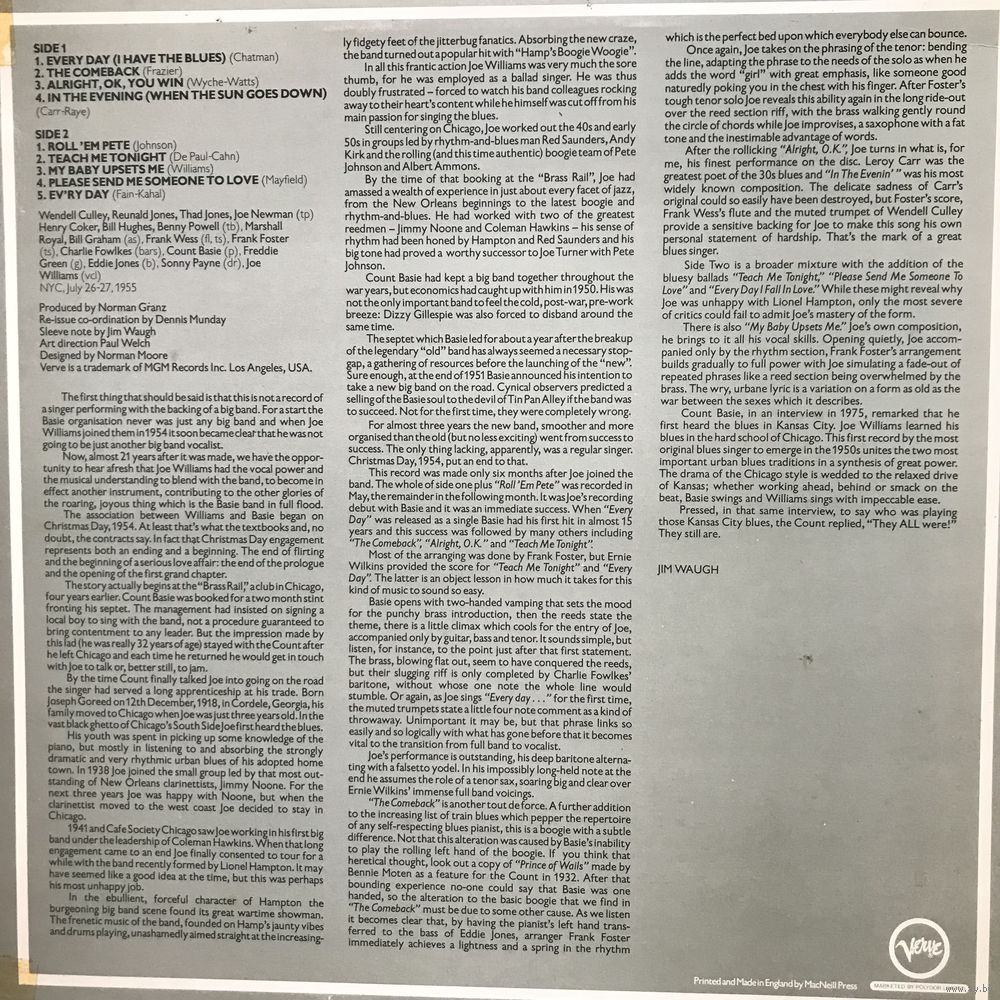 SIDE 1
1. EVERY DAY (I HAVE THE BLUES) (Chatman)
2. THE COMEBACK (Frazier)
3. ALRIGHT, OK, YOU WIN (Wyche-Watts)
4. IN THE EVENING (WHEN THE SUN GOES DOWN)
(Carr-Raye)
SIDE 2
1. ROLL 'EM PETE (Johnson)
2. TEACH ME TONIGHT (De Paul-Cahn)
3. MY BABY UPSETS ME (Williams)
4. PLEASE SEND ME SOMEONE TO LOVE (Mayfield)
5. EV'RY DAY (Fain-Kahal)
Wendell Culley, Reunald Jones, Thad Jones, Joe Newman (tp)
Henry Coker, Bill Hughes, Benny Powell (tb), Marshall
Royal, Bill Graham (as), Frank Wess (fl, ts), Frank Foster
(ts), Charlie Fowlkes (bars), Count Basie (p), Freddie
Green (g), Eddie Jones (b), Sonny Payne (dr), Joe
Williams (vcl)
NYC, July 26-27, 1955
Produced by Norman Granz
Re-issue co-ordination by Dennis Munday
Sleeve note by Jim Waugh
Art direction Paul Welch
Designed by Norman Moore
Verve is a trademark of MGM Records Inc. Los Angeles, USA.
The first thing that should be said is that this is not a record of
a singer performing with the backing of a big band. For a start the
Basie organisation never was just any big band and when Joe
Williams joined them in 1954 it soon became clear that he was not
going to be just another big band vocalist.
Now, almost 21 years after it was made, we have the oppor-
tunity to hear afresh that Joe Williams had the vocal power and
the musical understanding to blend with the band, to become in
effect another instrument, contributing to the other glories of
the roaring, joyous thing which is the Basie band in full flood.
The association between Williams and Basie began on
Christmas Day, 1954. At least that's what the textbooks and, no
doubt, the contracts say. In fact that Christmas Day engagement
represents both an ending and a beginning. The end of flirting
and the beginning of a serious love affair: the end of the prologue
and the opening of the first grand chapter.
The story actually begins at the "Brass Rail," a club in Chicago,
four years earlier. Count Basie was booked for a two month stint
fronting his septet. The management had insisted on signing a
local boy to sing with the band, not a procedure guaranteed to
bring contentment to any leader. But the impression made by
this lad (he was really 32 years of age) stayed with the Count after
he left Chicago and each time he returned he would get in touch
with Joe to talk or, better still, to jam.
By the time Count finally talked Joe into going on the road
the singer had served a long apprenticeship at his trade. Born
Joseph Goreed on 12th December, 1918, in Cordele, Georgia, his
family moved to Chicago when Joe was just three years old. In the
vast black ghetto of Chicago's South Side Joe first heard the blues.
His youth was spent in picking up some knowledge of the
piano, but mostly in listening to and absorbing the strongly
dramatic and very rhythmic urban blues of his adopted home
town. In 1938 Joe joined the small group led by that most out-
standing of New Orleans clarinettists, Jimmy Noone. For the
next three years Joe was happy with Noone, but when the
clarinettist moved to the west coast Joe decided to stay in
Chicago.
1941 and Cafe Society Chicago saw Joe working in his first big
band under the leadership of Coleman Hawkins. When that long
engagement came to an end Joe finally consented to tour for a
while with the band recently formed by Lionel Hampton. It may
have seemed like a good idea at the time, but this was perhaps
his most unhappy job.
In the ebullient, forceful character of Hampton the
burgeoning big band scene found its great wartime showman.
The frenetic music of the band, founded on Hamp's jaunty vibes
and drums playing, unashamedly aimed straight at the increasing-
ly fidgety feet of the jitterbug fanatics. Absorbing the new craze,
the band turned out a popular hit with "Hamp's Boogie Woogie".
In all this frantic action Joe Williams was very much the sore
thumb, for he was employed as a ballad singer. He was thus
doubly frustrated – forced to watch his band colleagues rocking
away to their heart's content while he himself was cut off from his
main passion for singing the blues.
Still centering on Chicago, Joe worked out the 40s and early
50s in groups led by rhythm-and-blues man Red Saunders, Andy
Kirk and the rolling (and this time authentic) boogie team of Pete
Johnson and Albert Ammons.
By the time of that booking at the "Brass Rail", Joe had
amassed a wealth of experience in just about every facet of jazz,
from the New Orleans beginnings to the latest boogie and
rhythm-and-blues. He had worked with two of the greatest
reedmen – Jimmy Noone and Coleman Hawkins – his sense of
rhythm had been honed by Hampton and Red Saunders and his
big tone had proved a worthy successor to Joe Turner with Pete
Johnson.
Count Basie had kept a big band together throughout the
war years, but economics had caught up with him in 1950. His was
not the only important band to feel the cold, post-war, pre-work
breeze: Dizzy Gillespie was also forced to disband around the
same time.
The septet which Basie led for about a year after the breakup
of the legendary "old" band has always seemed a necessary stop-
gap, a gathering of resources before the launching of the "new".
Sure enough, at the end of 1951 Basie announced his intention to
take a new big band on the road. Cynical observers predicted a
selling of the Basie soul to the devil of Tin Pan Alley if the band was
to succeed. Not for the first time, they were completely wrong.
For almost three years the new band, smoother and more
organised than the old (but no less exciting) went from success to
success. The only thing lacking, apparently, was a regular singer.
Christmas Day, 1954, put an end to that.
This record was made only six months after Joe joined the
band. The whole of side one plus "Roll 'Em Pete" was recorded in
May, the remainder in the following month. It was Joe's recording
debut with Basie and it was an immediate success. When "Every
Day" was released as a single Basie had his first hit in almost 15
years and this success was followed by many others including
"The Comeback", "Alright, O.K." and "Teach Me Tonight".
Most of the arranging was done by Frank Foster, but Ernie
Wilkins provided the score for "Teach Me Tonight" and "Every
Day". The latter is an object lesson in how much it takes for this
kind of music to sound so easy.
Basie opens with two-handed vamping that sets the mood
for the punchy brass introduction, then the reeds state the
theme, there is a little climax which cools for the entry of Joe,
accompanied only by guitar, bass and tenor. It sounds simple, but
listen, for instance, to the point just after that first statement.
The brass, blowing flat out, seem to have conquered the reeds,
but their slugging riff is only completed by Charlie Fowlkes'
baritone, without whose one note the whole line would
stumble. Or again, as Joe sings "Every day . . ." for the first time,
the muted trumpets state a little four note comment as a kind of
throwaway. Unimportant it may be, but that phrase links so
easily and so logically with what has gone before that it becomes
vital to the transition from full band to vocalist.
Joe's performance is outstanding, his deep baritone alterna-
ting with a falsetto yodel. In his impossibly long-held note at the
end he assumes the role of a tenor sax, soaring big and clear over
Ernie Wilkins' immense full band voicings.
"The Comeback" is another tout de force. A further addition
to the increasing list of train blues which pepper the repertoire
of any self-respecting blues pianist, this is a boogie with a subtle
difference. Not that this alteration was caused by Basie's inability
to play the rolling left hand of the boogie. If you think that
heretical thought, look out a copy of "Prince of Wails" made by
Bennie Moten as a feature for the Count in 1932. After that
bounding experience no-one could say that Basie was one
handed, so the alteration to the basic boogie that we find in
"The Comeback" must be due to some other cause. As we listen
it becomes clear that, by having the pianist's left hand trans-
ferred to the bass of Eddie Jones, arranger Frank Foster
immediately achieves a lightness and a spring in the rhythm
which is the perfect bed upon which everybody else can bounce.
Once again, Joe takes on the phrasing of the tenor: bending
the line, adapting the phrase to the needs of the solo as when he
adds the word "girl" with great emphasis, like someone good
naturedly poking you in the chest with his finger. After Foster's
tough tenor solo Joe reveals this ability again in the long ride-out
over the reed section riff, with the brass walking gently round
the circle of chords while Joe improvises, a saxophone with a fat
tone and the inestimable advantage of words.
After the rollicking "Alright, O.K.", Joe turns in what is, for
me, his finest performance on the disc. Leroy Carr was the
greatest poet of the 30s blues and "In The Evenin' " was his most
widely known composition. The delicate sadness of Carr's
original could so easily have been destroyed, but Foster's score,
Frank Wess's flute and the muted trumpet of Wendell Culley
provide a sensitive backing for Joe to make this song his own
personal statement of hardship. That's the mark of a great
blues singer.
Side Two is a broader mixture with the addition of the
bluesy ballads "Teach Me Tonight," "Please Send Me Someone To
Love" and "Every Day I Fall In Love." While these might reveal why
Joe was unhappy with Lionel Hampton, only the most severe
of critics could fail to admit Joe's mastery of the form.
There is also "My Baby Upsets Me." Joe's own composition,
he brings to it all his vocal skills. Opening quietly, Joe accom-
panied only by the rhythm section, Frank Foster's arrangement
builds gradually to full power with Joe simulating a fade-out of
repeated phrases like a reed section being overwhelmed by the
brass. The wry, urbane lyric is a variation on a form as old as the
war between the sexes which it describes.
Count Basie, in an interview in 1975, remarked that he
first heard the blues in Kansas City. Joe Williams learned his
blues in the hard school of Chicago. This first record by the most
original blues singer to emerge in the 1950s unites the two most
important urban blues traditions in a synthesis of great power.
The drama of the Chicago style is wedded to the relaxed drive
of Kansas; whether working ahead, behind or smack on the
beat, Basie swings and Williams sings with impeccable ease.
Pressed, in that same interview, to say who was playing
those Kansas City blues, the Count replied, "They ALL were!"
They still are.
JIM WAUGH
Verve
Printed and Made in England by MacNeill Press
MARKETED BY POLYDOR